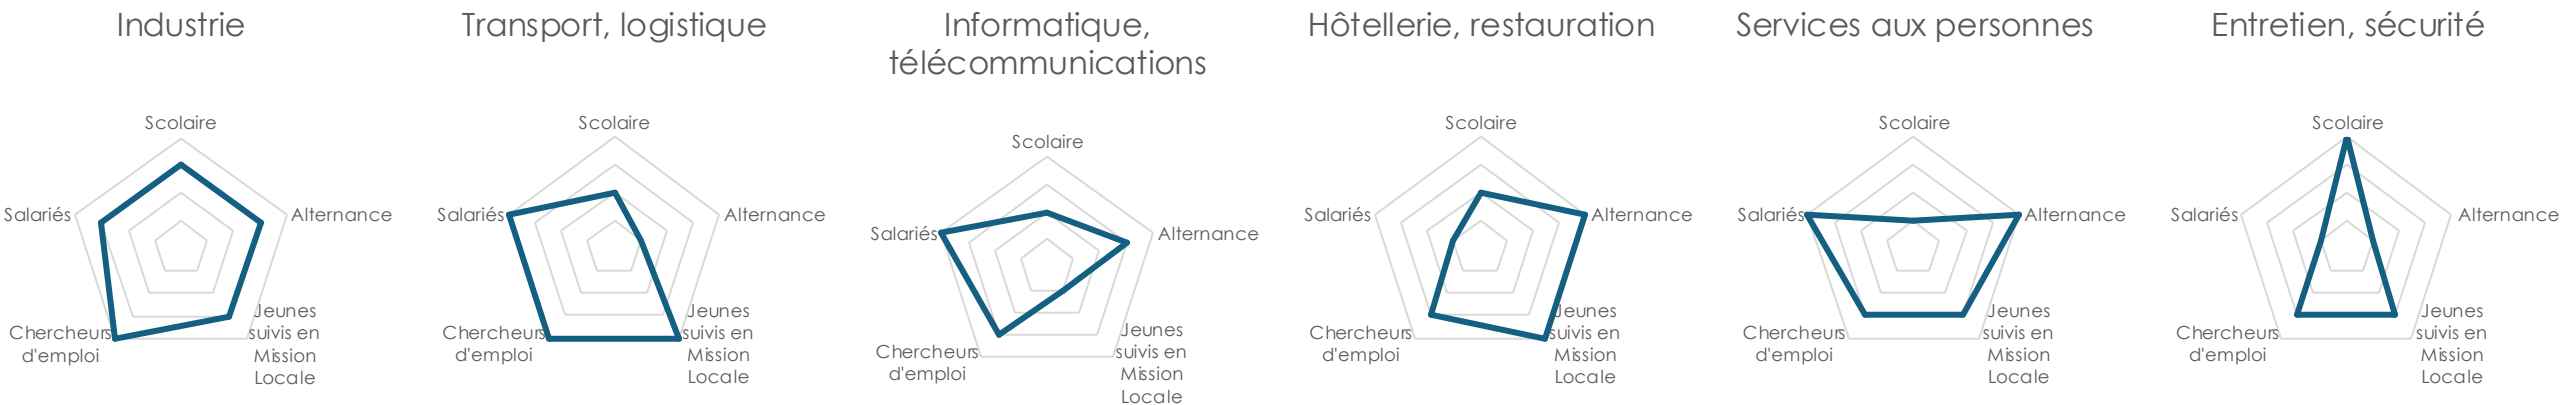 Industrie
Scolaire
Alternance
Jeunes
suivis en
Mission
Locale
Chercheurs
d'emploi
Salariés
Transport, logistique
Scolaire
Alternance
Jeunes
suivis en
Mission
Locale
Chercheurs
d'emploi
Salariés
Informatique,
télécommunications
Scolaire
Alternance
Jeunes
suivis en
Mission
Locale
Chercheurs
d'emploi
Salariés
Hôtellerie, restauration
Scolaire
Alternance
Jeunes
suivis en
Mission
Locale
Chercheurs
d'emploi
Salariés
Services aux personnes
Scolaire
Alternance
Jeunes
suivis en
Mission
Locale
Chercheurs
d'emploi
Salariés
Entretien, sécurité
Scolaire
Alternance
Jeunes
suivis en
Mission
Locale
Chercheurs
d'emploi
Salariés